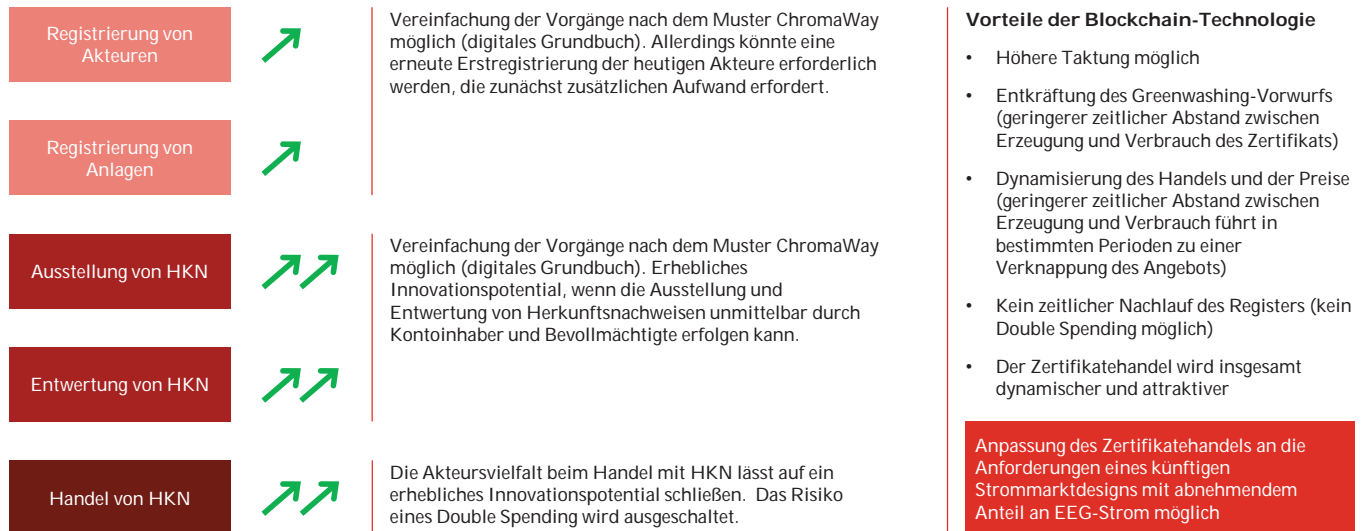 Registrierung von
Akteuren
Vereinfachung der Vorgänge nach dem Muster ChromaWay
möglich (digitales Grundbuch). Allerdings könnte eine
erneute Erstregistrierung der heutigen Akteure erforderlich
werden, die zunächst zusätzlichen Aufwand erfordert.
Registrierung von
Anlagen
Ausstellung von HKN
Vereinfachung der Vorgänge nach dem Muster ChromaWay
möglich (digitales Grundbuch). Erhebliches
Innovationspotential, wenn die Ausstellung und
Entwertung von Herkunftsnachweisen unmittelbar durch
Kontoinhaber und Bevollmächtigte erfolgen kann.
Entwertung von HKN
Handel von HKN
Die Akteursvielfalt beim Handel mit HKN lässt auf ein
erhebliches Innovationspotential schließen. Das Risiko
eines Double Spending wird ausgeschaltet.
Vorteile der Blockchain-Technologie
• Höhere Taktung möglich
• Entkräftung des Greenwashing-Vorwurfs
(geringerer zeitlicher Abstand zwischen
Erzeugung und Verbrauch des Zertifikats)
• Dynamisierung des Handels und der Preise
(geringerer zeitlicher Abstand zwischen
Erzeugung und Verbrauch führt in
bestimmten Perioden zu einer
Verknappung des Angebots)
• Kein zeitlicher Nachlauf des Registers (kein
Double Spending möglich)
• Der Zertifikatehandel wird insgesamt
dynamischer und attraktiver
Anpassung des Zertifikatehandels an die
Anforderungen eines künftigen
Strommarktdesigns mit abnehmendem
Anteil an EEG-Strom möglich